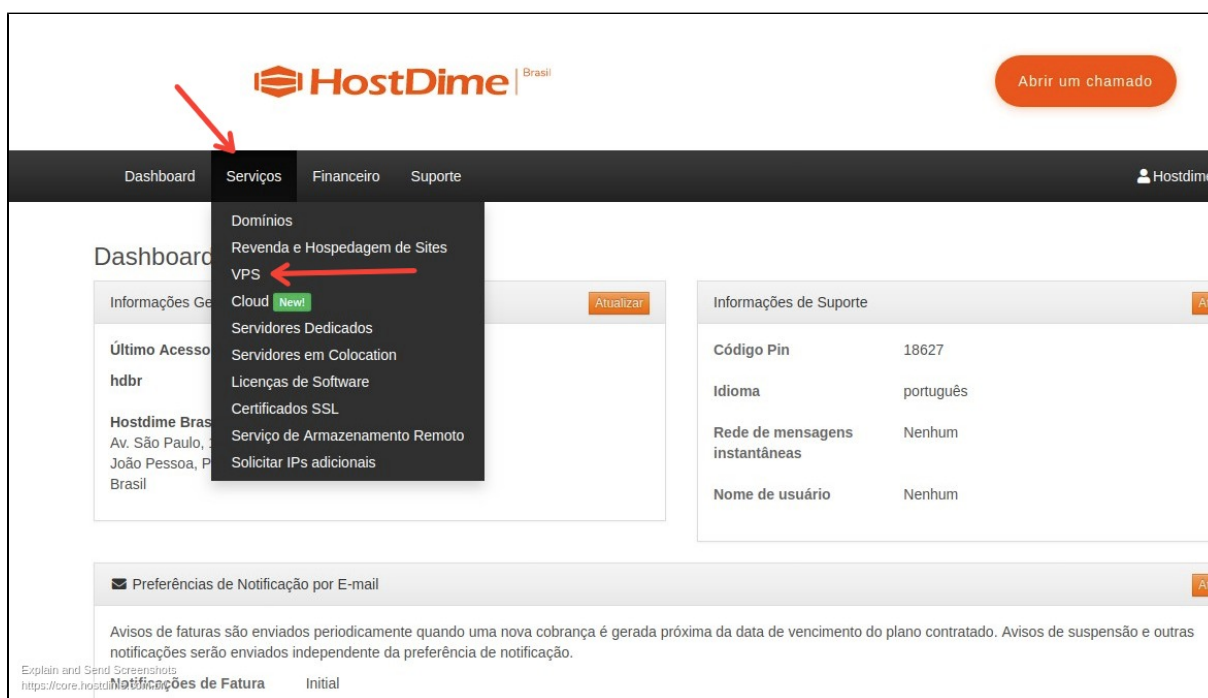 HostDime Brasil
Abrir um chamado
Dashboard Serviços Financeiro Suporte Hostdime
Domínios
Revenda e Hospedagem de Sites
VPS
Cloud New!
Servidores Dedicados
Servidores em Colocation
Licenças de Software
Certificados SSL
Serviço de Armazenamento Remoto
Solicitar IPs adicionais
Dashboard
Informações Ge
Atualizar
Último Acesso
hdbr
Hostdime Bras
Av. São Paulo,
João Pessoa, P
Brasil
Informações de Suporte
Código Pin 18627
Idioma português
Rede de mensagens Nenhum
instantâneas
Nome de usuário Nenhum
Preferências de Notificação por E-mail
Avisos de faturas são enviados periodicamente quando uma nova cobrança é gerada próxima da data de vencimento do plano contratado. Avisos de suspensão e outras
notificações serão enviados independente da preferência de notificação.
Notificações de Fatura Initial
Explain and Send Screenshots